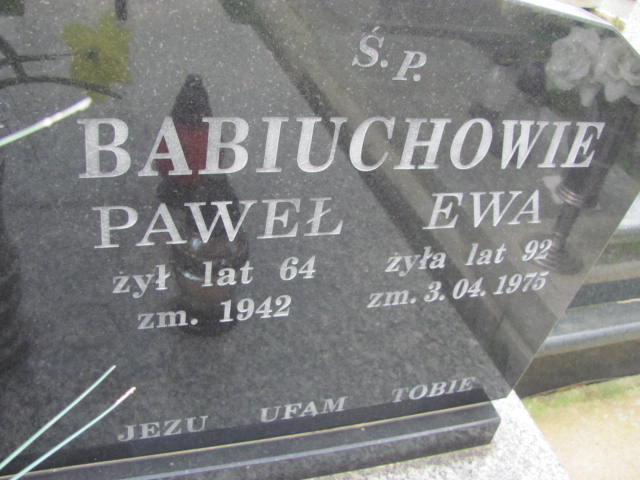 Ś.P.
BABIUCHOWIE
PAWEŁ EWA
żył lat 64 żyła lat 92
zm. 1942 zm. 3.04.1975
JEZU UFAM TOBIE